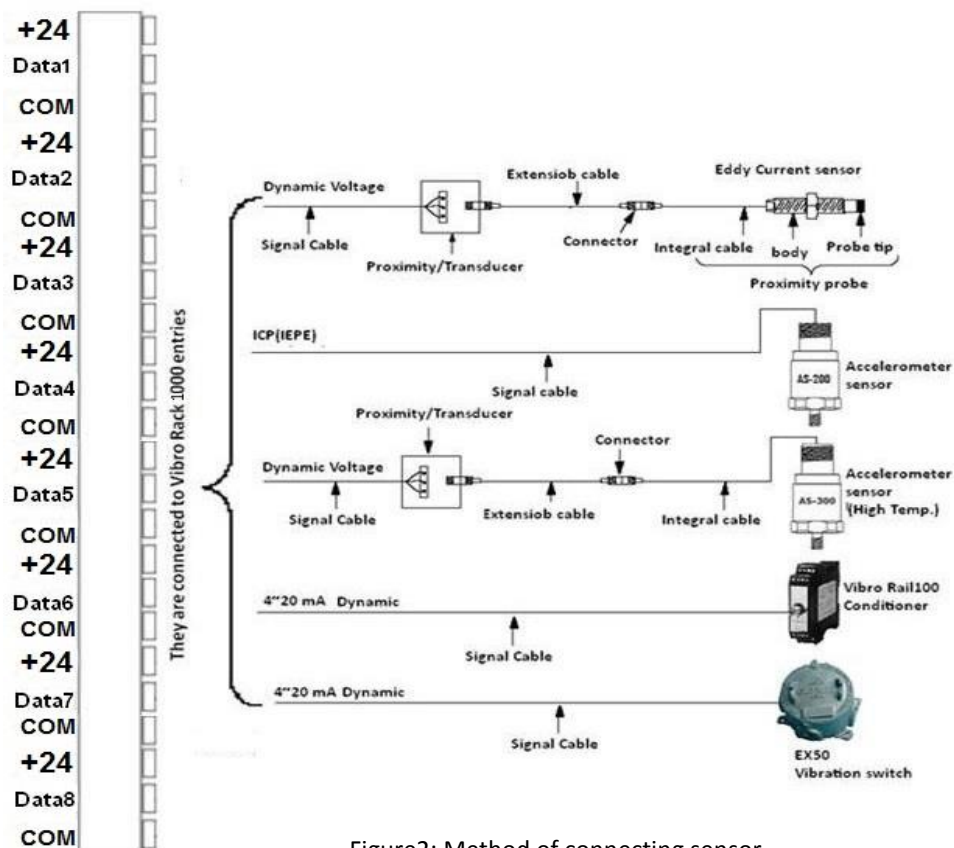 +24
Data1
COM
+24
Data2
COM
+24
Data3
COM
+24
Data4
COM
+24
Data5
COM
+24
Data6
COM
+24
Data7
COM
+24
Data8
COM
They are connected to Vibro Rack 1000 entries
Dynamic Voltage
Signal Cable
Proximity/Transducer
Extensiob cable
Connector
Eddy Current sensor
Integral cable
body
Probe tip
Proximity probe
ICP(IEPE)
Signal cable
AS-200
Accelerometer
sensor
Proximity/Transducer
Dynamic Voltage
Signal Cable
Extensiob cable
Connector
Integral cable
AS-300
Accelerometer
sensor
(High Temp.)
4~20 mA Dynamic
Signal Cable
Vibro Rail100
Conditioner
4~20 mA Dynamic
Signal Cable
EX50
Vibration switch
Figure2: Method of connecting sensor